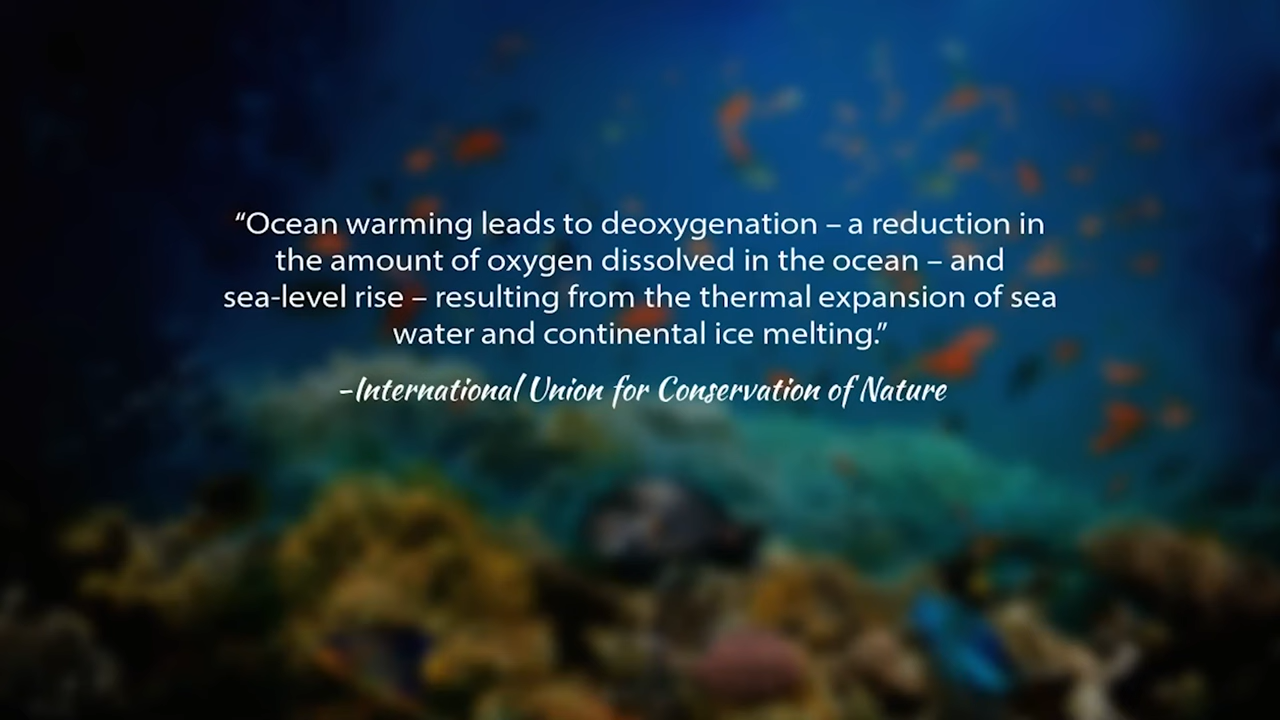 “Ocean warming leads to deoxygenation – a reduction in
the amount of oxygen dissolved in the ocean – and
sea-level rise – resulting from the thermal expansion of sea
water and continental ice melting.”
–International Union for Conservation of Nature